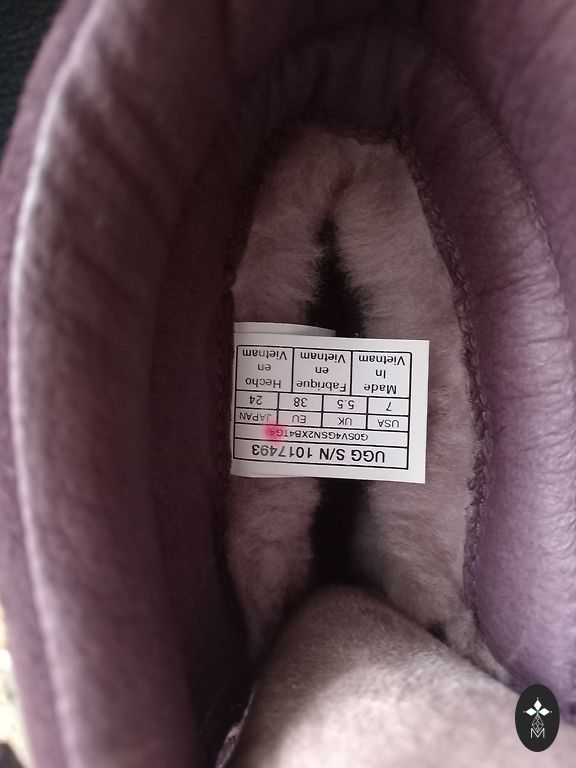 UGG S/N 1017493
G0SV4GSN2XB4TG4
USA UK EU JAPAN
7 5.5 38 24
Made In Vietnam Fabrique en Vietnam Hecho en Vietnam
M